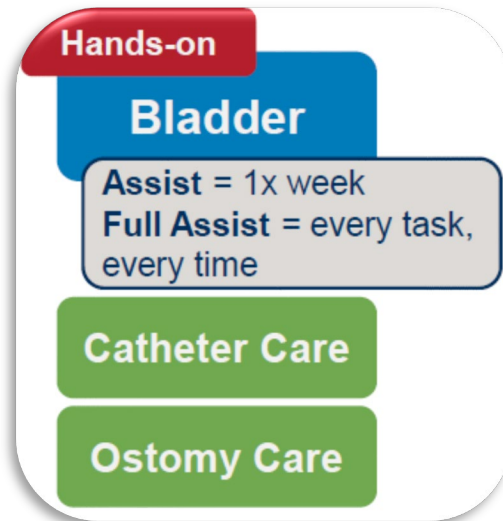 Hands-on
Bladder
Assist = 1x week
Full Assist = every task,
every time
Catheter Care
Ostomy Care